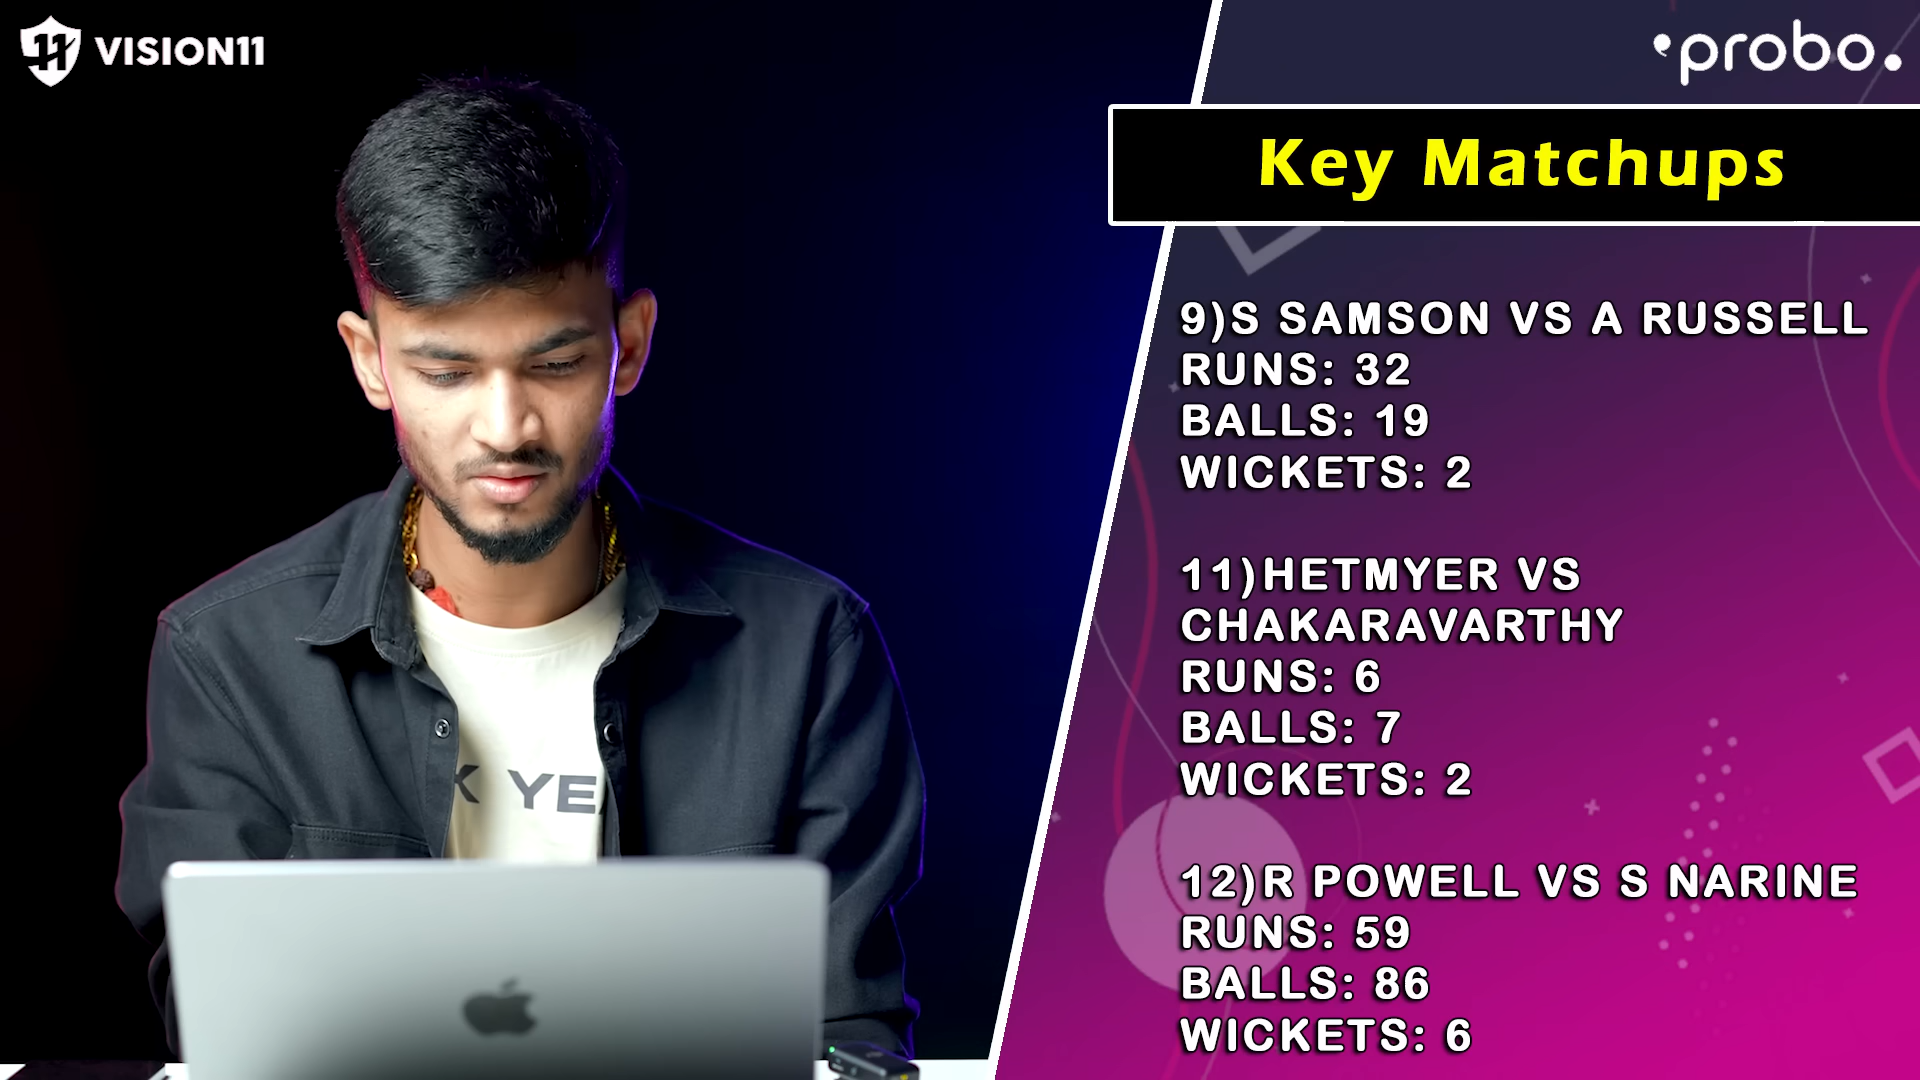 VISION11
probo.
Key Matchups
9)S SAMSON VS A RUSSELL
RUNS: 32
BALLS: 19
WICKETS: 2
11)HETMYER VS
CHAKARAVARTHY
RUNS: 6
BALLS: 7
WICKETS: 2
12)R POWELL VS S NARINE
RUNS: 59
BALLS: 86
WICKETS: 6
K YE